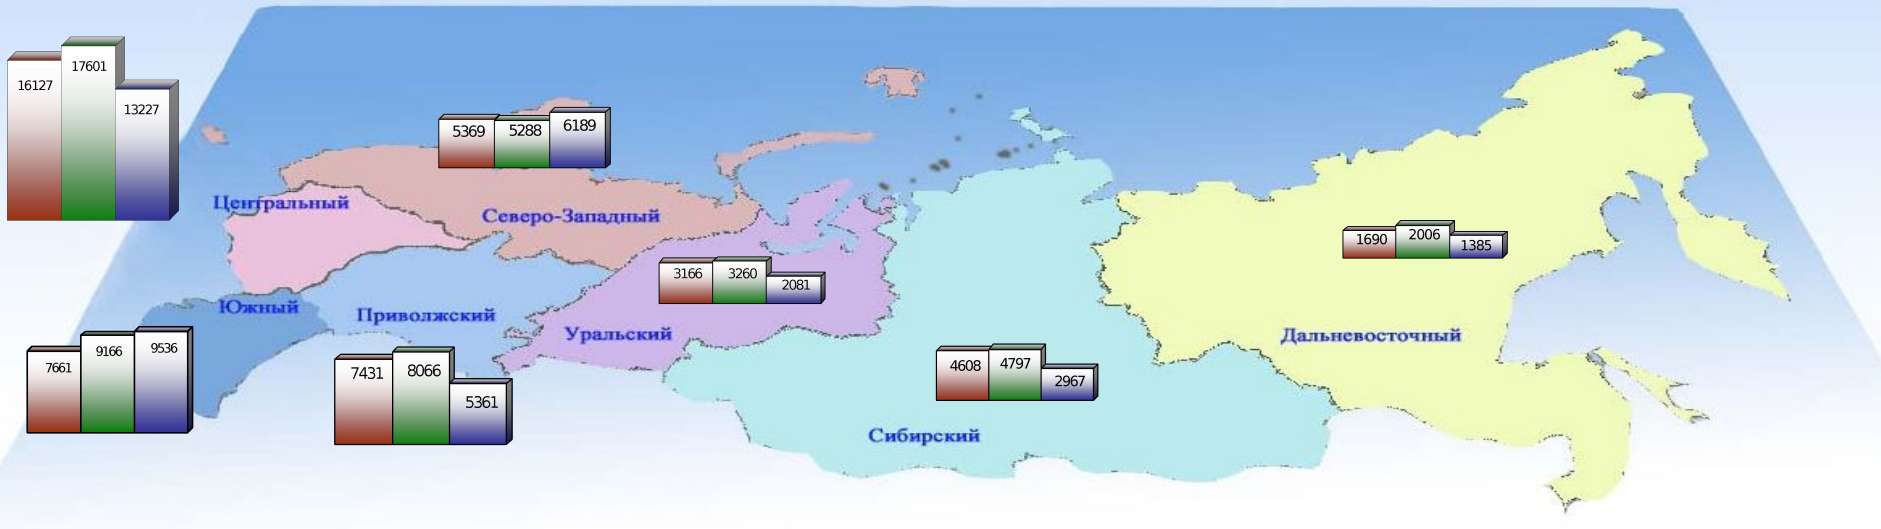 16127 17601 13227
5369 5288 6189
Центральный
Северо-Западный
1690 2006 1385
3166 3260 2081
Южный
Приволжский
Уральский
Дальневосточный
7661 9166 9536
7431 8066 5361
4608 4797 2967
Сибирский